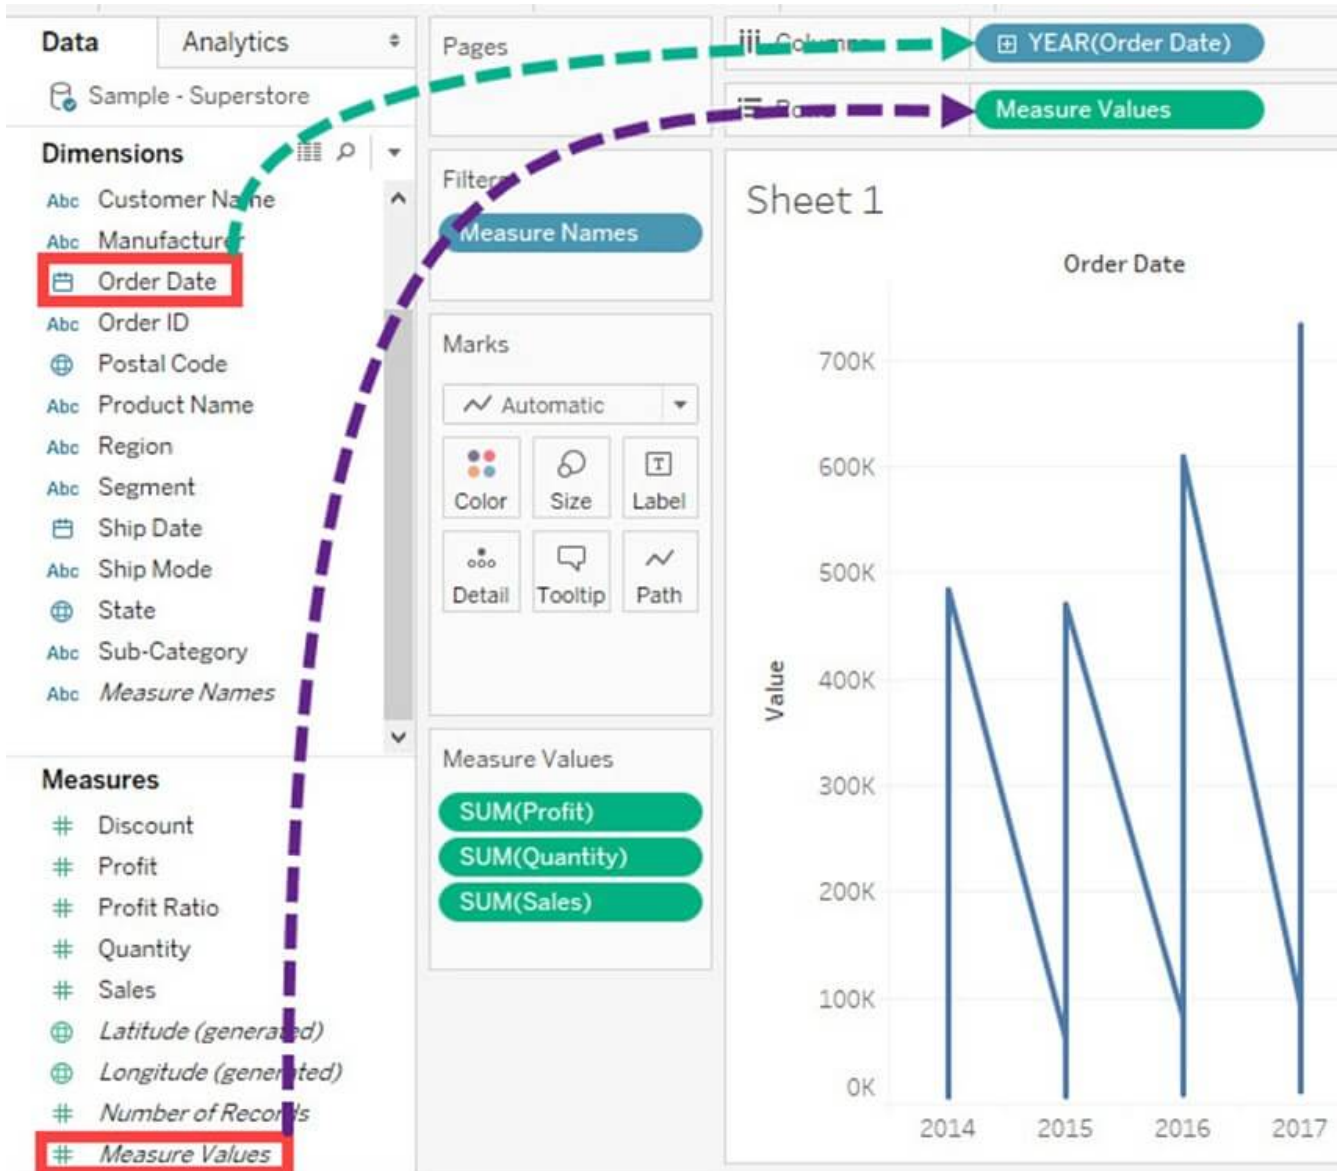 Data
Analytics
Sample - Superstore
Dimensions
Abc Customer Name
Abc Manufacturer
Order Date
Abc Order ID
Postal Code
Abc Product Name
Abc Region
Abc Segment
Ship Date
Abc Ship Mode
State
Abc Sub-Category
Abc Measure Names
Measures
# Discount
# Profit
# Profit Ratio
# Quantity
# Sales
Latitude (generated)
Longitude (generated)
# Number of Records
# Measure Values
Pages
Filters
Measure Names
Marks
Automatic
Color Size Label
Detail Tooltip Path
Measure Values
SUM(Profit)
SUM(Quantity)
SUM(Sales)
Columns
YEAR(Order Date)
Rows
Measure Values
Sheet 1
Order Date
Value
700K
600K
500K
400K
300K
200K
100K
0K
2014 2015 2016 2017